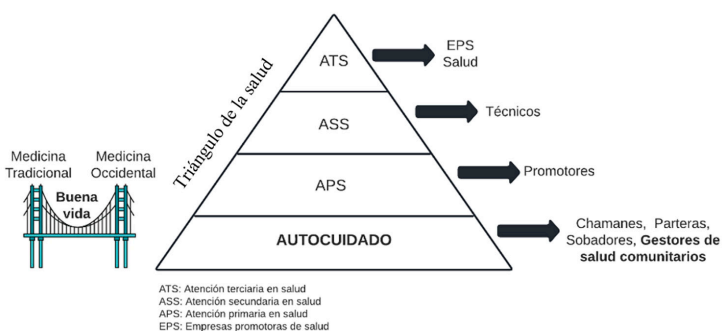 Triángulo de la salud
ATS
EPS
Salud
ASS
Técnicos
APS
Promotores
AUTOCUIDADO
Chamanes, Parteras,
Sobadores, Gestores de
salud comunitarios
Medicina
Tradicional
Medicina
Occidental
Buena
vida
ATS: Atención terciaria en salud
ASS: Atención secundaria en salud
APS: Atención primaria en salud
EPS: Empresas promotoras de salud